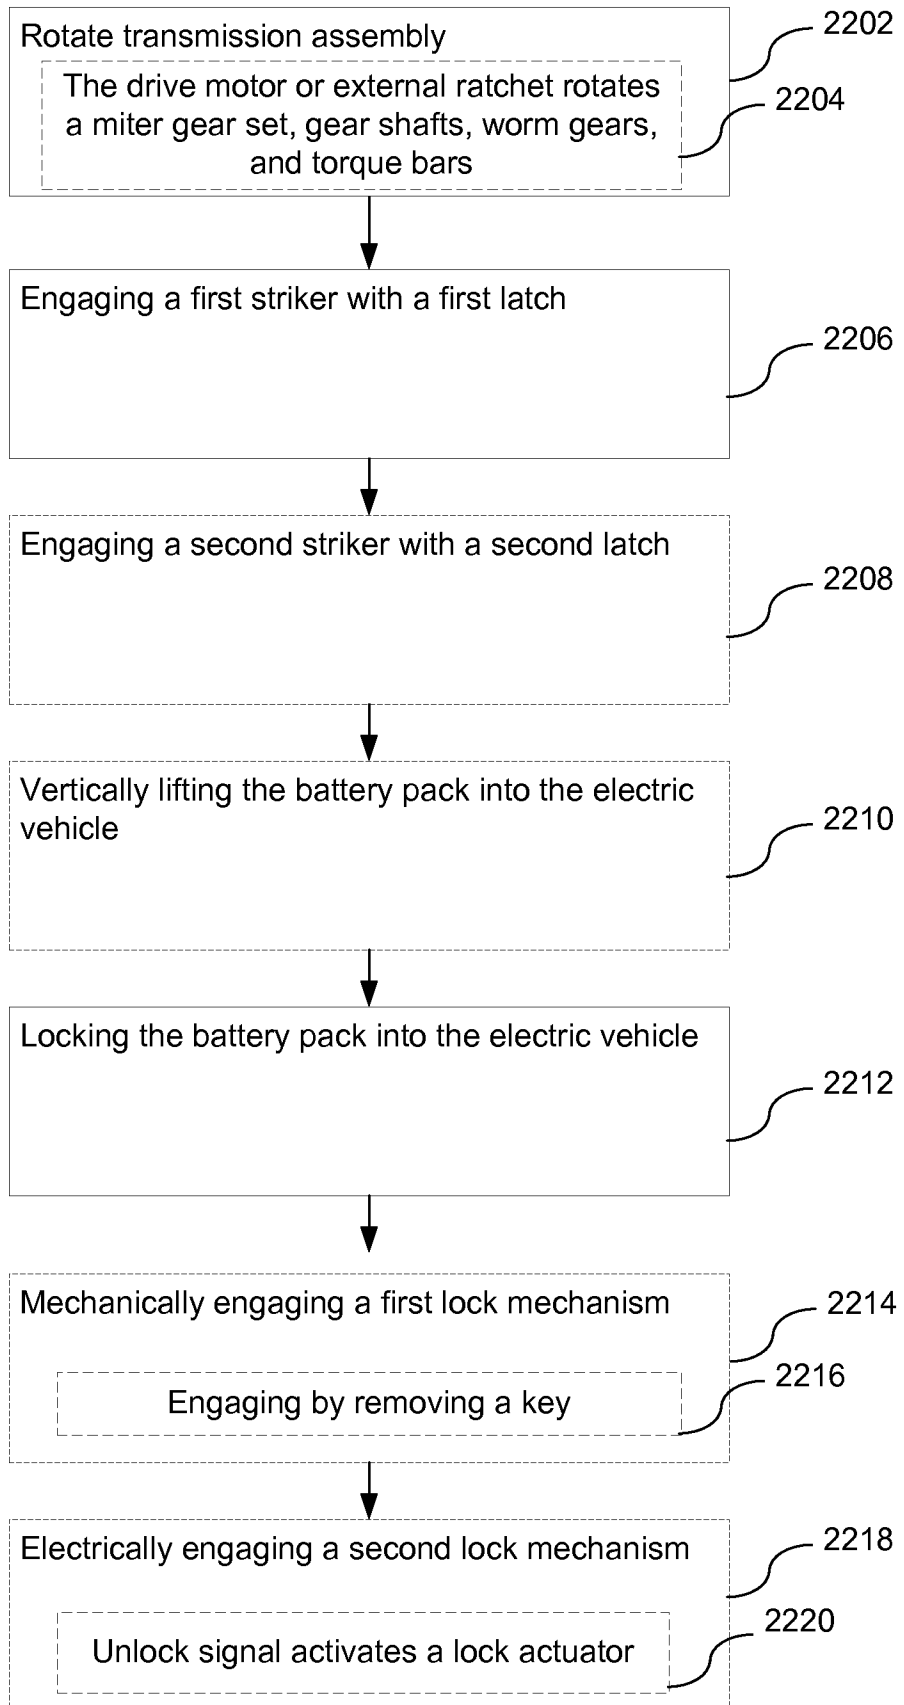 Rotate transmission assembly
2202
The drive motor or external ratchet rotates
a miter gear set, gear shafts, worm gears,
and torque bars
2204
Engaging a first striker with a first latch
2206
Engaging a second striker with a second latch
2208
Vertically lifting the battery pack into the electric
vehicle
2210
Locking the battery pack into the electric vehicle
2212
Mechanically engaging a first lock mechanism
2214
Engaging by removing a key
2216
Electrically engaging a second lock mechanism
2218
Unlock signal activates a lock actuator
2220